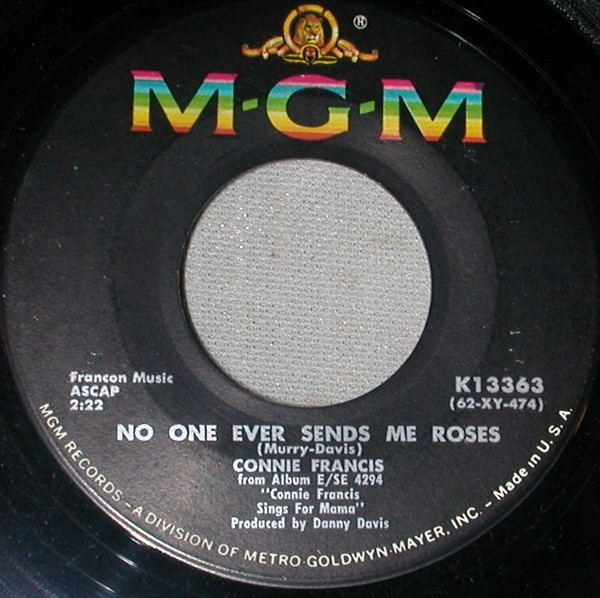 ®
M-G-M
Francon Music
ASCAP
2:22
K13363
(62-XY-474)
NO ONE EVER SENDS ME ROSES
(Murry-Davis)
CONNIE FRANCIS
from Album E/SE 4294
"Connie Francis
Sings For Mama"
Produced by Danny Davis
MGM RECORDS - A DIVISION OF METRO-GOLDWYN-MAYER, INC. - Made in U.S.A.